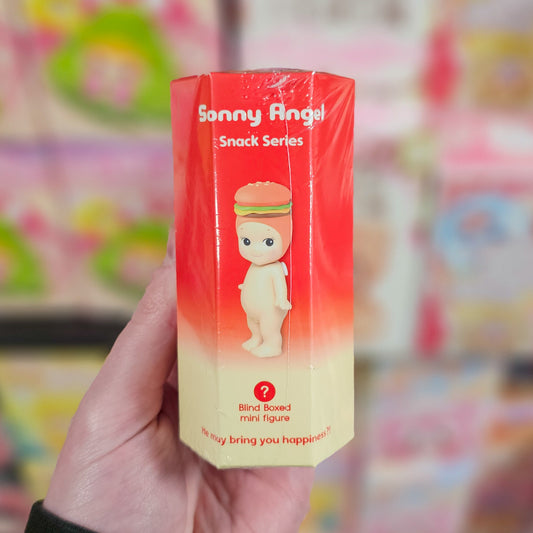 Sonny Angel
Snack Series
?
Blind Boxed
mini figure
He may bring you happiness?!